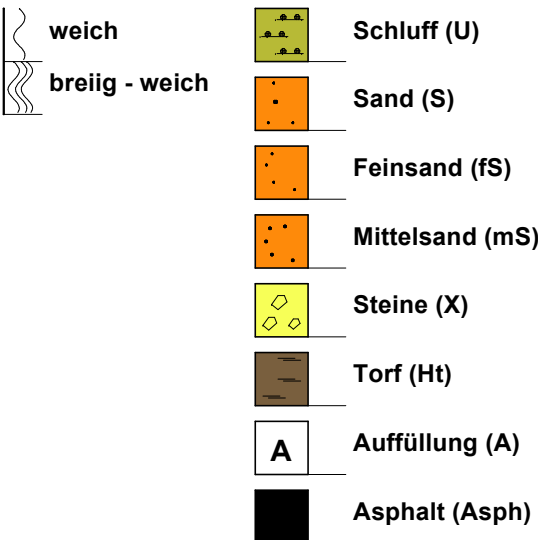 weich
breiig - weich
Schluff (U)
Sand (S)
Feinsand (fS)
Mittelsand (mS)
Steine (X)
Torf (Ht)
A
Auffüllung (A)
Asphalt (Asph)